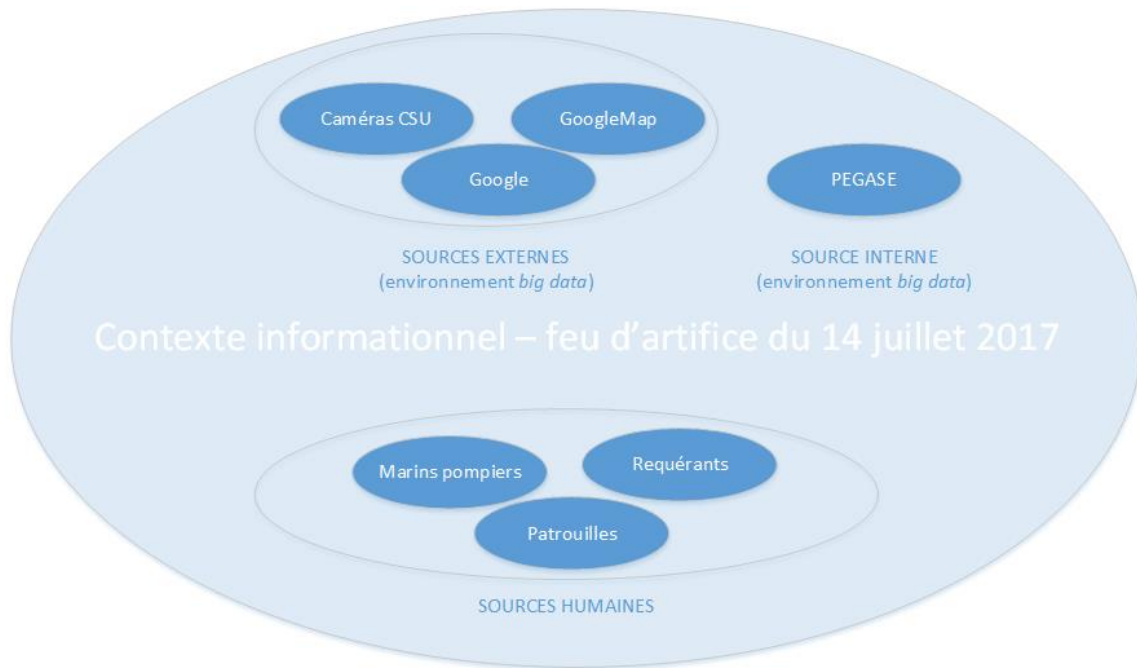 Caméras CSU
GoogleMap
Google
PEGASE
SOURCES EXTERNES
(environnement big data)
SOURCE INTERNE
(environnement big data)
Contexte informationnel – feu d’artifice du 14 juillet 2017
Marins pompiers
Requérants
Patrouilles
SOURCES HUMAINES